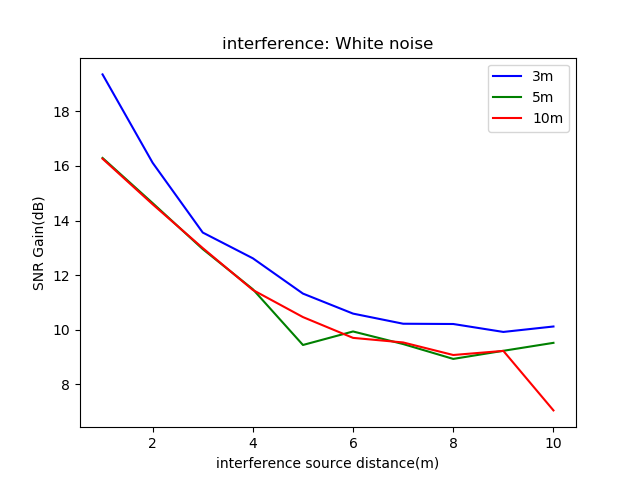 interference: White noise
3m
5m
10m
18
16
14
12
10
8
SNR Gain(dB)
2
4
6
8
10
interference source distance(m)